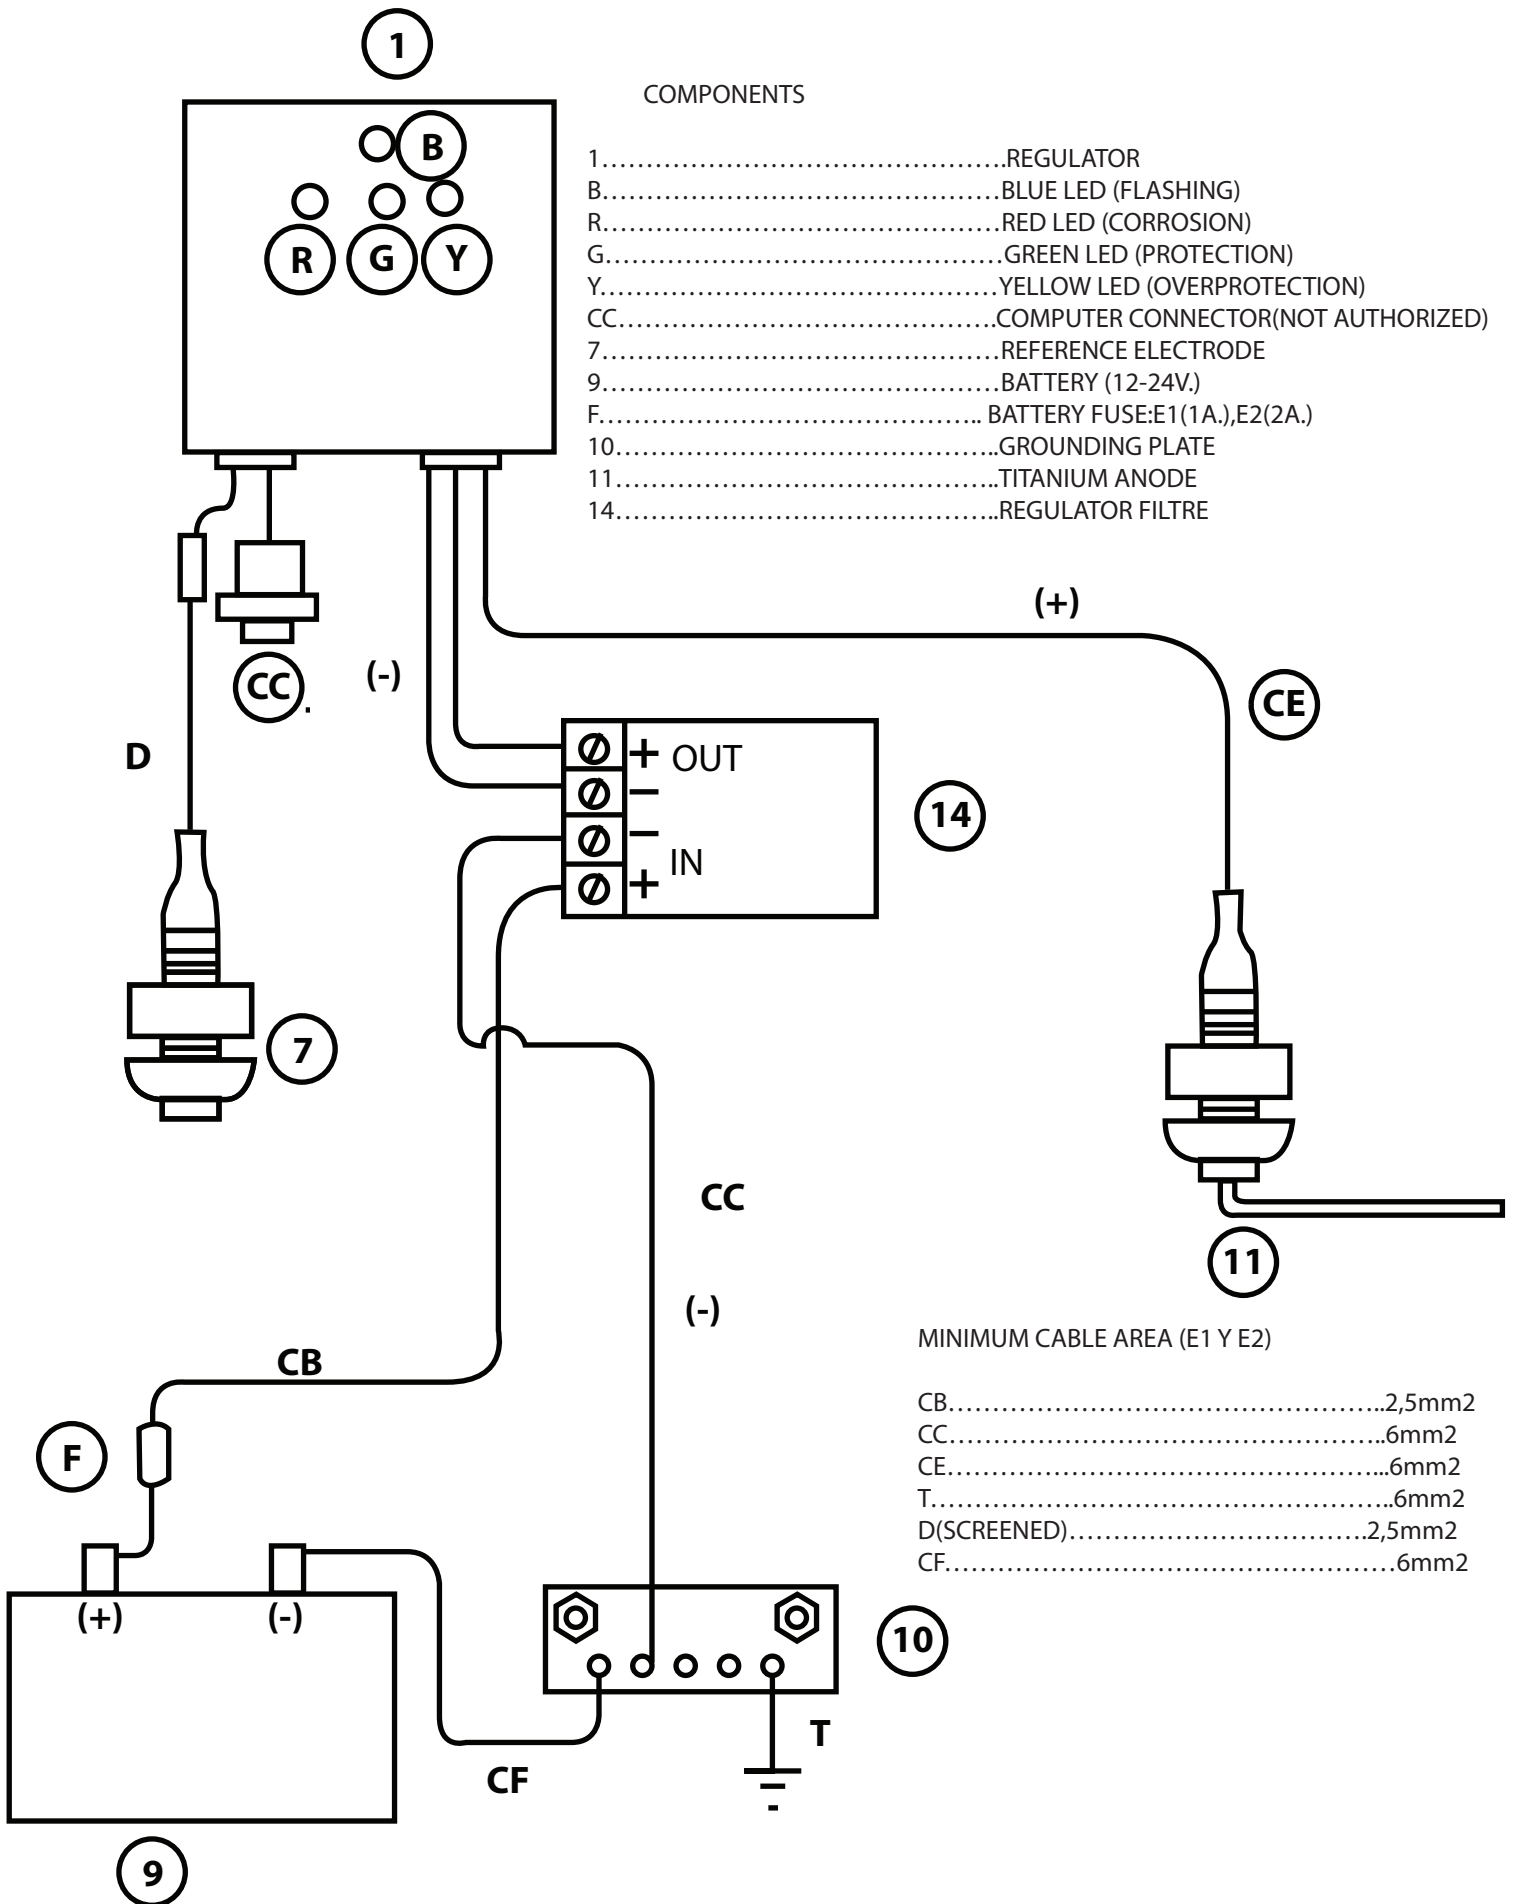 1
COMPONENTS
B
R G Y
1……………………………………….REGULATOR
B………………………………………BLUE LED (FLASHING)
R………………………………………RED LED (CORROSION)
G………………………………………GREEN LED (PROTECTION)
Y………………………………………YELLOW LED (OVERPROTECTION)
CC…………………………………….COMPUTER CONNECTOR(NOT AUTHORIZED)
7………………………………………REFERENCE ELECTRODE
9………………………………………BATTERY (12-24V.)
F…………………………………….. BATTERY FUSE:E1(1A.),E2(2A.)
10……………………………………..GROUNDING PLATE
11……………………………………..TITANIUM ANODE
14……………………………………..REGULATOR FILTRE
(+)
(-)
CC.
CE
D
+ OUT
−
− IN
+
14
7
CC
11
(-)
MINIMUM CABLE AREA (E1 Y E2)
CB
CB…………………………………………..2,5mm2
CC…………………………………………..6mm2
CE…………………………………………...6mm2
T……………………………………………..6mm2
D(SCREENED)…………………………….2,5mm2
CF……………………………………………6mm2
F
(+) (-)
10
T
CF
9